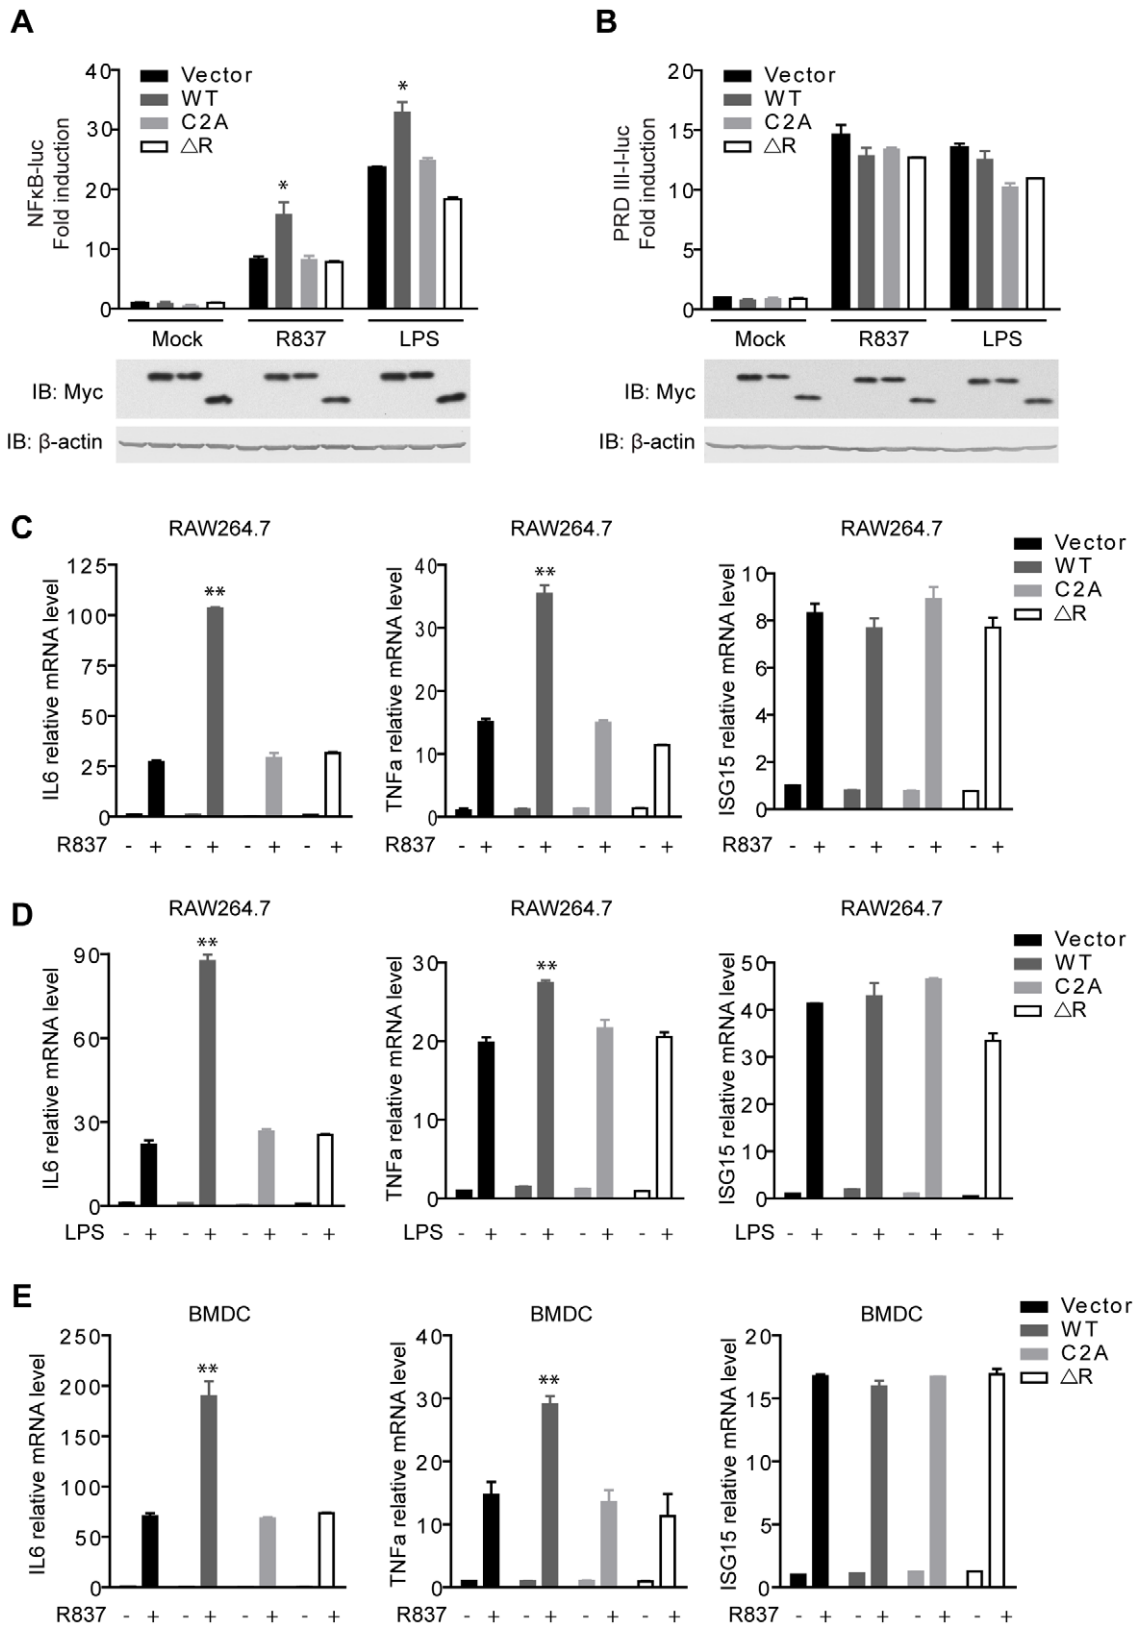 A
NFκB-luc
Fold induction
40
30
20
10
0
Vector
WT
C2A
△R
*
*
Mock R837 LPS
IB: Myc
IB: β-actin
B
PRD III-I-luc
Fold induction
20
15
10
5
0
Vector
WT
C2A
△R
Mock R837 LPS
IB: Myc
IB: β-actin
C
RAW264.7
IL6 relative mRNA level
125
100
75
50
25
0
**
R837 - + - + - + - +
RAW264.7
TNFa relative mRNA level
40
30
20
10
0
**
R837 - + - + - + - +
RAW264.7
ISG15 relative mRNA level
10
8
6
4
2
0
R837 - + - + - + - +
Vector
WT
C2A
△R
D
RAW264.7
IL6 relative mRNA level
90
60
30
0
**
LPS - + - + - + - +
RAW264.7
TNFa relative mRNA level
30
20
10
0
**
LPS - + - + - + - +
RAW264.7
ISG15 relative mRNA level
50
40
30
20
10
0
LPS - + - + - + - +
Vector
WT
C2A
△R
E
BMDC
IL6 relative mRNA level
250
200
150
100
50
0
**
R837 - + - + - + - +
BMDC
TNFa relative mRNA level
40
30
20
10
0
**
R837 - + - + - + - +
BMDC
ISG15 relative mRNA level
20
15
10
5
0
R837 - + - + - + - +
Vector
WT
C2A
△R